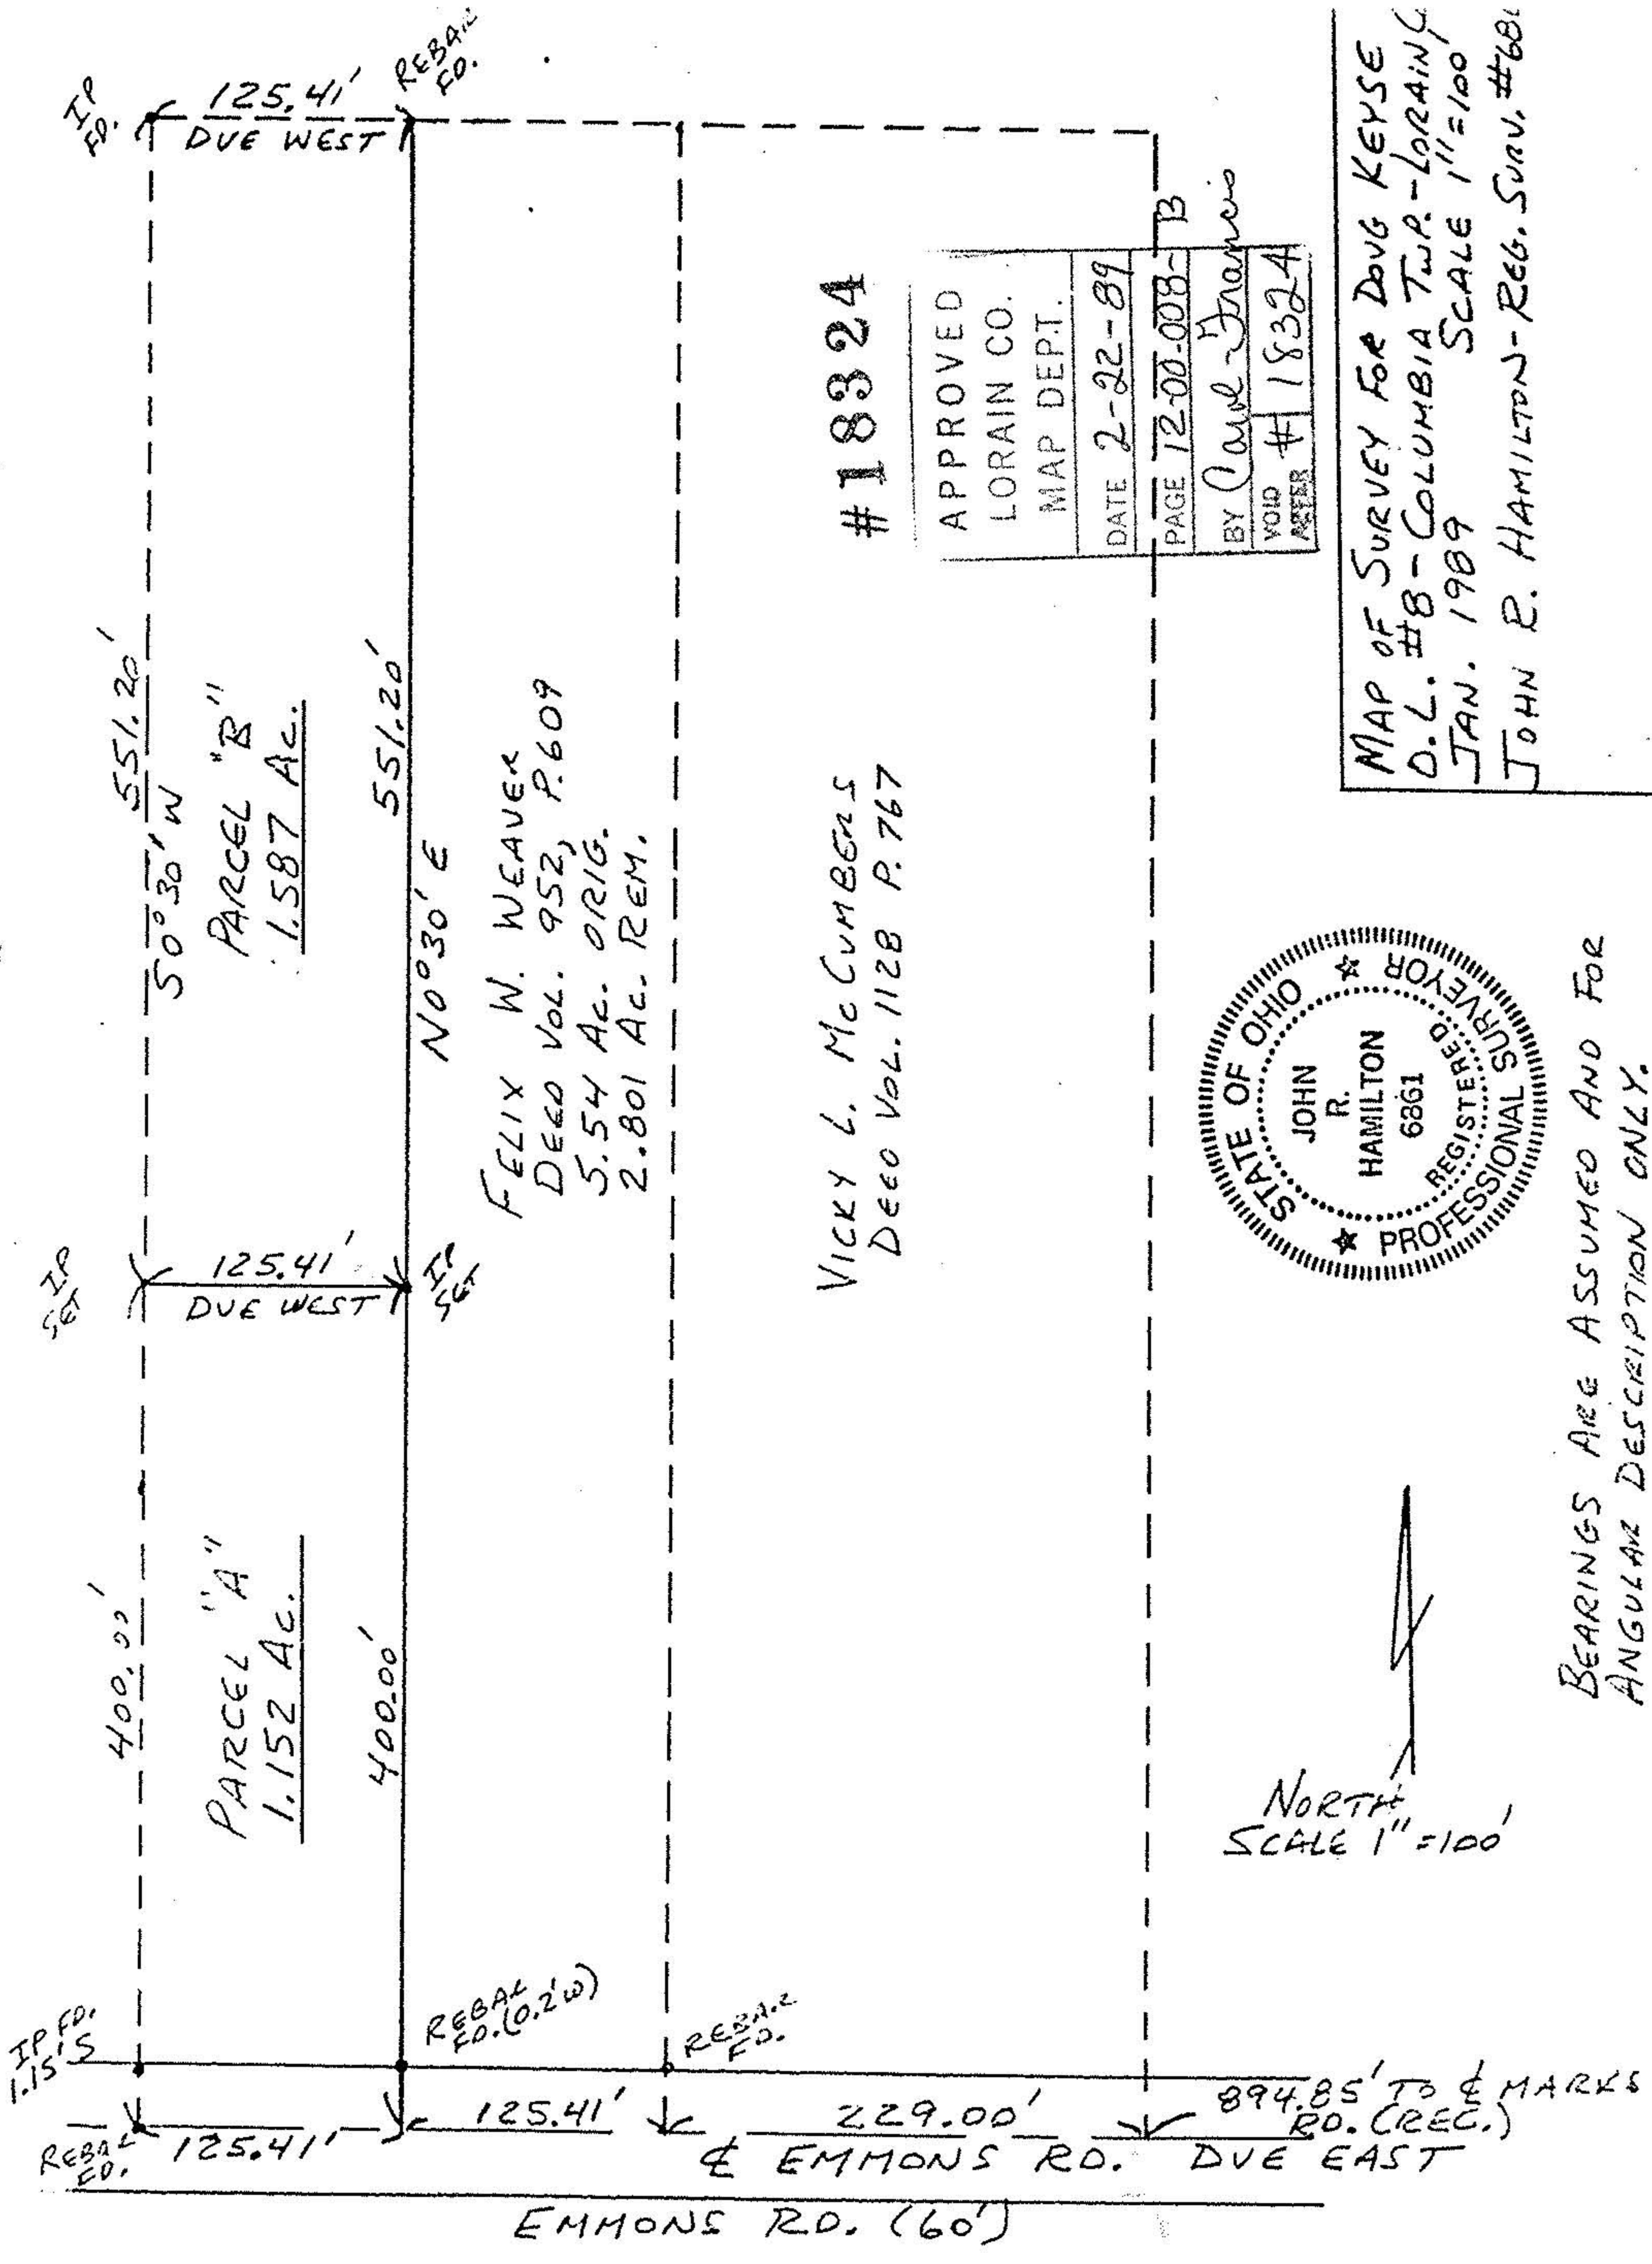 IP
FD.
125.41'
DUE WEST
REBAR
FD.
551.20'
S0°30'W
PARCEL "B"
1.587 AC.
551.20'
N0°30'E
FELIX W. WEAVER
DEED VOL. 952, P.609
5.54 AC. ORIG.
2.801 AC. REM.
IP
SET
125.41'
DUE WEST
IP
SET
400.00'
PARCEL "A"
1.152 AC.
400.00'
VICKY L. McCUMBERS
DEED VOL. 1128 P.767
#18324
APPROVED
LORAIN CO.
MAP DEPT.
DATE 2-22-89
PAGE 12-00-008-B
BY Carol Francis
VOID
AFTER #18324
MAP OF SURVEY FOR DOUG KEYSE
O.L. #8-COLUMBIA TWP.-LORAIN
JAN. 1989 SCALE 1"=100'
JOHN R. HAMILTON-REG. SURV. #68
STATE OF OHIO
JOHN
R.
HAMILTON
6861
REGISTERED
PROFESSIONAL SURVEYOR
BEARINGS ARE ASSUMED AND FOR
ANGULAR DESCRIPTION ONLY.
NORTH
SCALE 1"=100'
IP FD.
1.15'S
REBAR
FD. (0.2'W)
REBAR
FD.
REBAR
FD.
125.41'
125.41'
229.00'
894.85' TO ℄ MARKS
RD. (REC.)
℄ EMMONS RD. DUE EAST
EMMONS RD. (60')